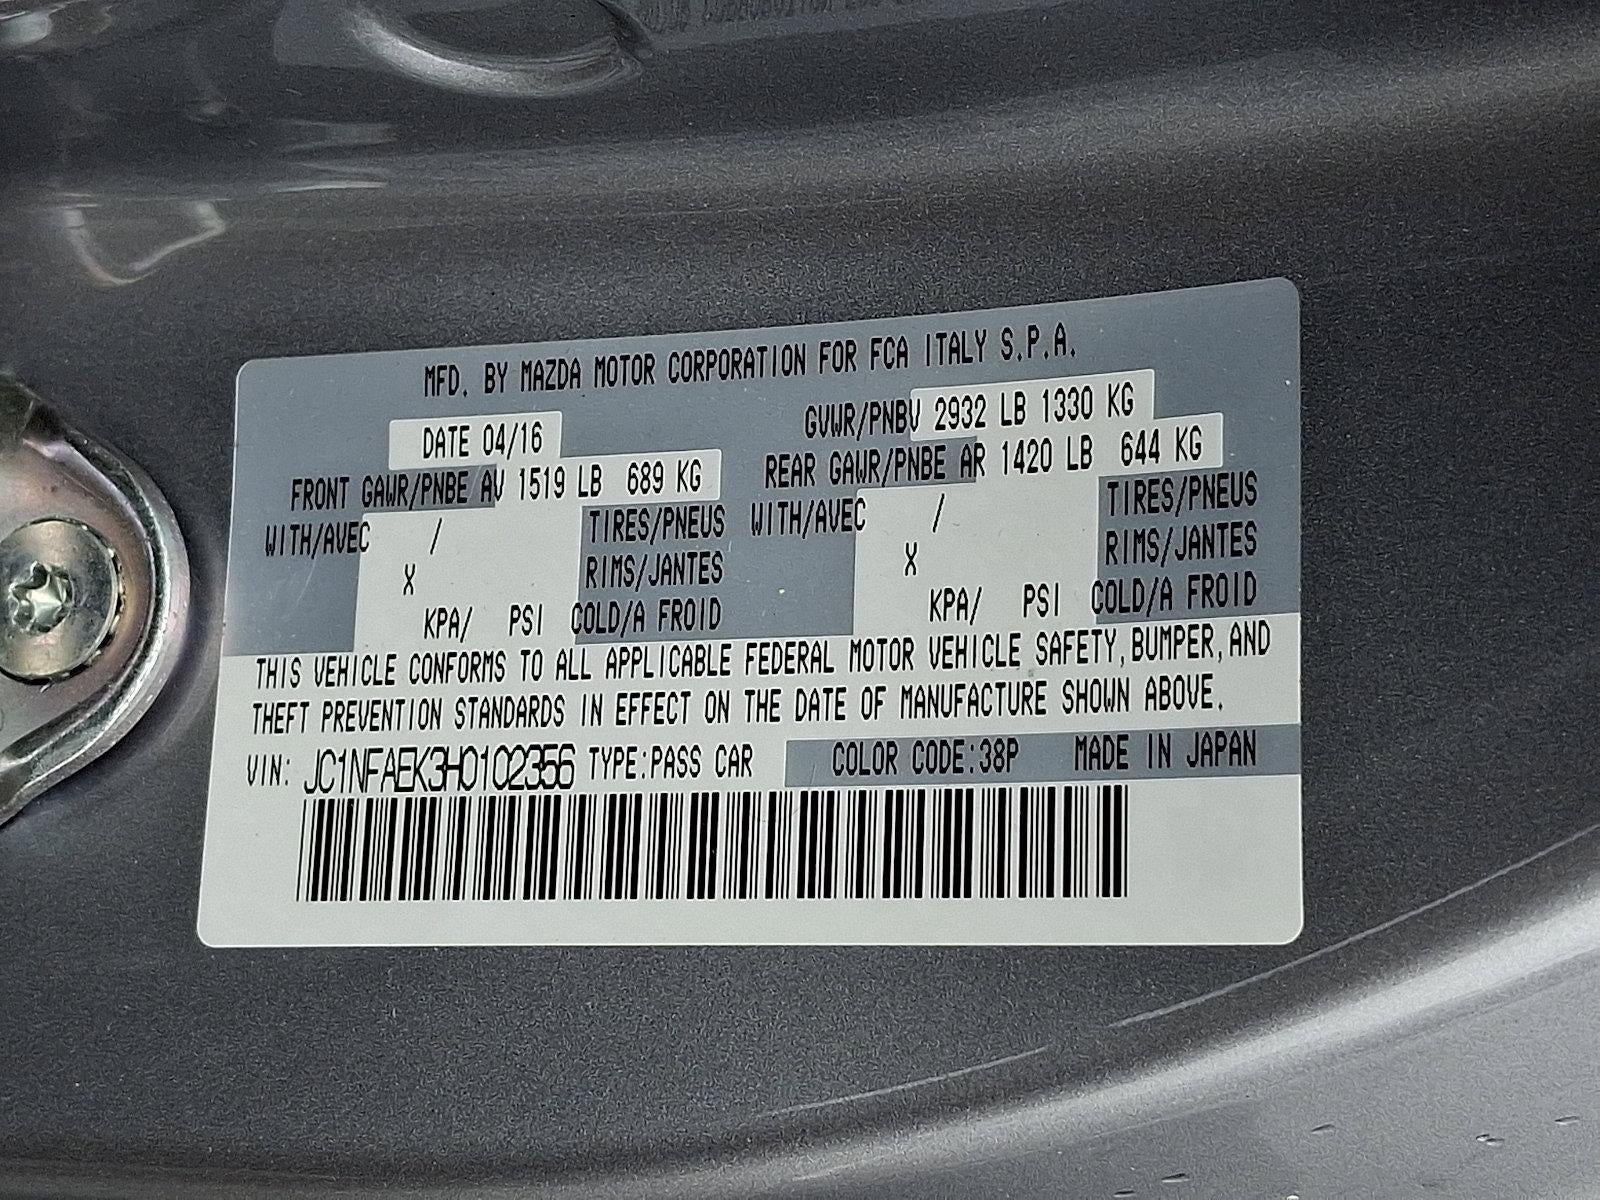 MFD. BY MAZDA MOTOR CORPORATION FOR FCA ITALY S.P.A.
DATE 04/16 GVWR/PNBV 2932 LB 1330 KG
FRONT GAWR/PNBE AV 1519 LB 689 KG REAR GAWR/PNBE AR 1420 LB 644 KG
WITH/AVEC / TIRES/PNEUS WITH/AVEC / TIRES/PNEUS
X RIMS/JANTES X RIMS/JANTES
KPA/ PSI COLD/A FROID KPA/ PSI COLD/A FROID
THIS VEHICLE CONFORMS TO ALL APPLICABLE FEDERAL MOTOR VEHICLE SAFETY, BUMPER, AND
THEFT PREVENTION STANDARDS IN EFFECT ON THE DATE OF MANUFACTURE SHOWN ABOVE.
VIN: JC1NFAEK3H0102356 TYPE:PASS CAR COLOR CODE:38P MADE IN JAPAN